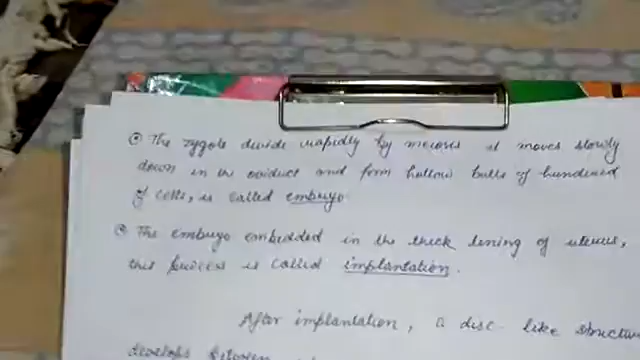 The zygote divide rapidly by meiosis it moves slowly
down in the oviduct and form hollow balls of hundered
of cells, is called embryo.
The embryo embedded in the thick lining of uterus,
this process is called implantation.
After implantation, a disc like structure
develops between